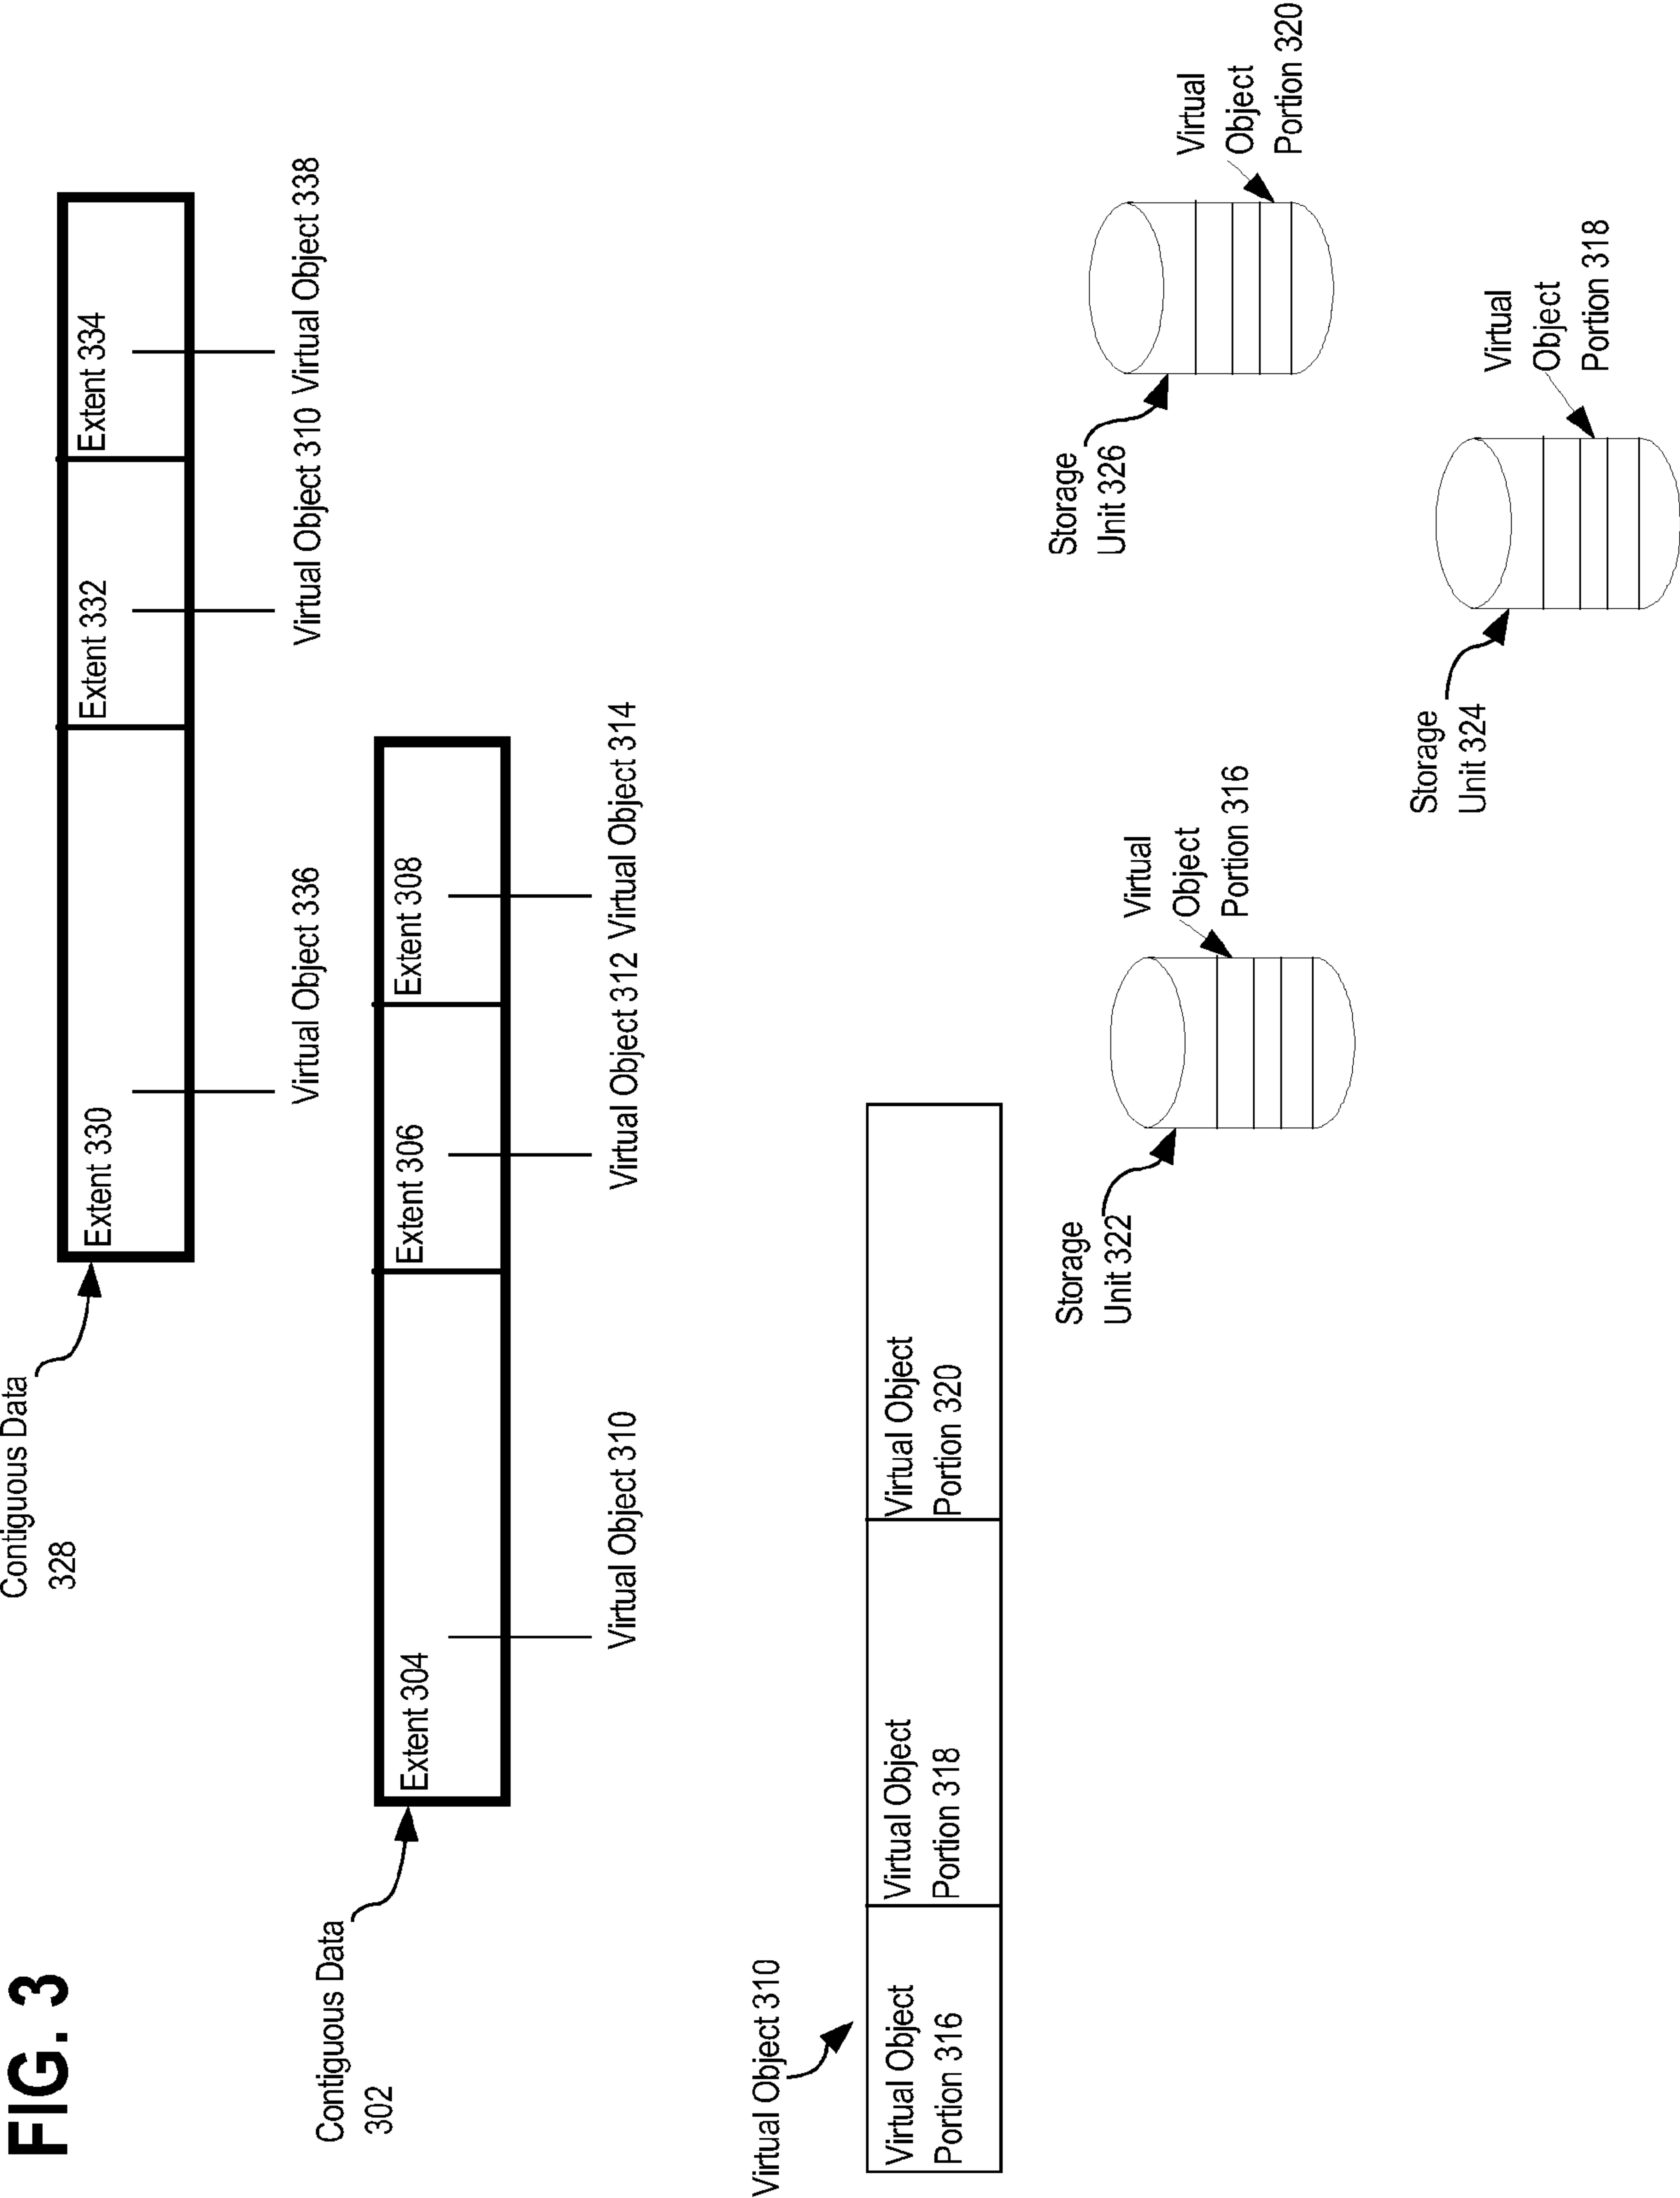 FIG. 3
Contiguous Data
328
Extent 330
Extent 332
Extent 334
Virtual Object 336
Virtual Object 310
Virtual Object 338
Contiguous Data
302
Extent 304
Extent 306
Extent 308
Virtual Object 310
Virtual Object 312
Virtual Object 314
Virtual Object 310
Virtual Object
Portion 316
Virtual Object
Portion 318
Virtual Object
Portion 320
Storage
Unit 322
Virtual
Object
Portion 316
Storage
Unit 326
Virtual
Object
Portion 320
Storage
Unit 324
Virtual
Object
Portion 318